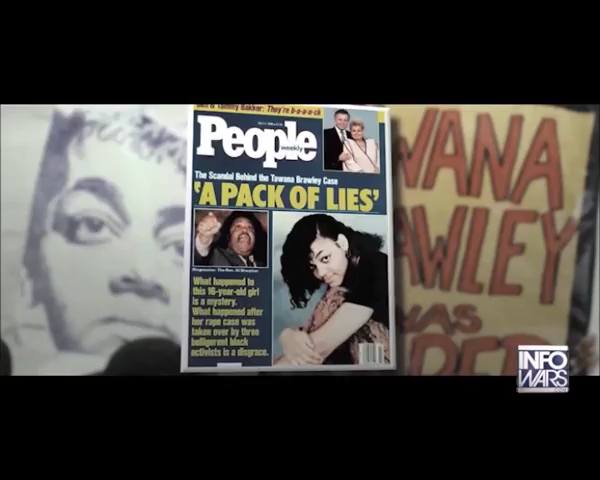 Jim & Tammy Bakker: They're b-a-a-a-ck
People
weekly
The Scandal Behind the Tawana Brawley Case
'A PACK OF LIES'
Ringmaster: The Rev. Al Sharpton
What happened to
this 16-year-old girl
is a mystery.
What happened after
her rape case was
taken over by three
belligerent black
activists is a disgrace.
WANA
AWLEY
WAS
INFO
WARS
.COM